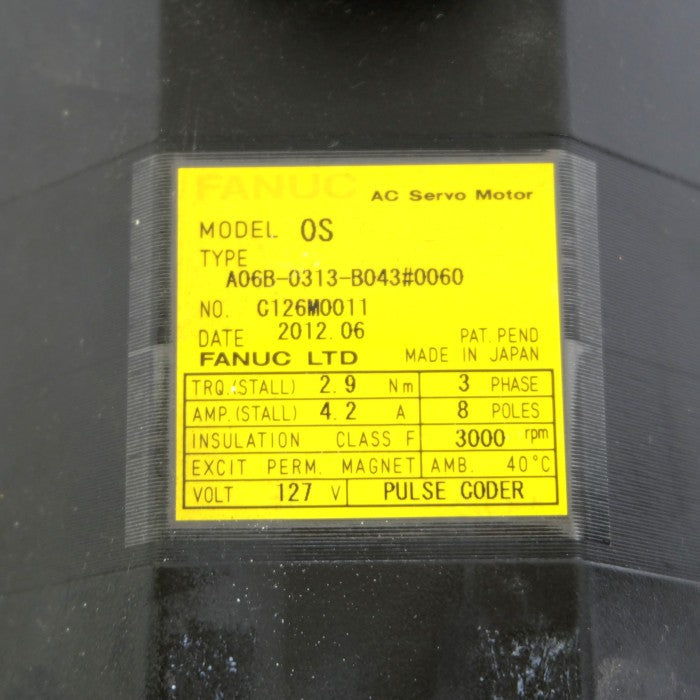 FANUC AC Servo Motor
MODEL 0S
TYPE
A06B-0313-B043#0060
NO. C126M0011
DATE 2012.06 PAT. PEND
FANUC LTD MADE IN JAPAN
TRQ.(STALL) 2.9 Nm 3 PHASE
AMP.(STALL) 4.2 A 8 POLES
INSULATION CLASS F 3000 rpm
EXCIT PERM. MAGNET AMB. 40°C
VOLT 127 V PULSE CODER